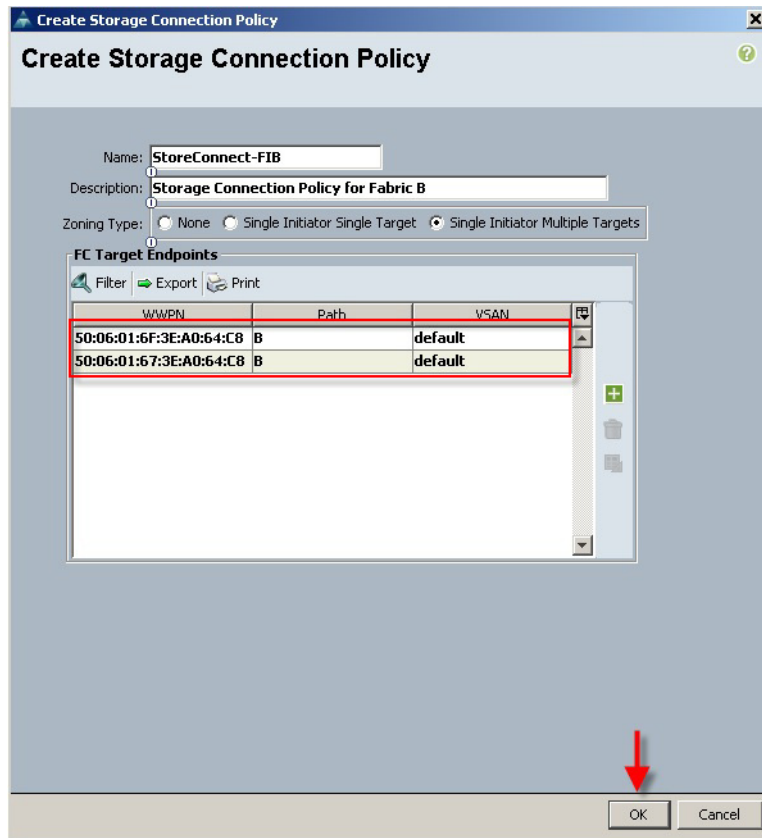 Create Storage Connection Policy
Create Storage Connection Policy
Name: StoreConnect-FIB
Description: Storage Connection Policy for Fabric B
Zoning Type: None Single Initiator Single Target Single Initiator Multiple Targets
FC Target Endpoints
Filter Export Print
WWPN Path VSAN
50:06:01:6F:3E:A0:64:C8 B default
50:06:01:67:3E:A0:64:C8 B default
OK Cancel